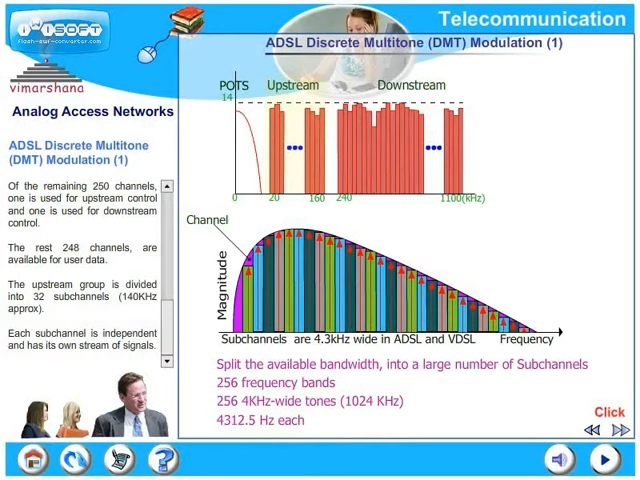 iWiSOFT
flash-swf-converter.com
Telecommunication
vimarshana
ADSL Discrete Multitone (DMT) Modulation (1)
Analog Access Networks
ADSL Discrete Multitone
(DMT) Modulation (1)
Of the remaining 250 channels,
one is used for upstream control
and one is used for downstream
control.
The rest 248 channels, are
available for user data.
The upstream group is divided
into 32 subchannels (140KHz
approx).
Each subchannel is independent
and has its own stream of signals.
POTS Upstream Downstream
14
0 20 160 240 1100(kHz)
Channel
Magnitude
Subchannels are 4.3kHz wide in ADSL and VDSL Frequency
Split the available bandwidth, into a large number of Subchannels
256 frequency bands
256 4KHz-wide tones (1024 KHz)
4312.5 Hz each
Click